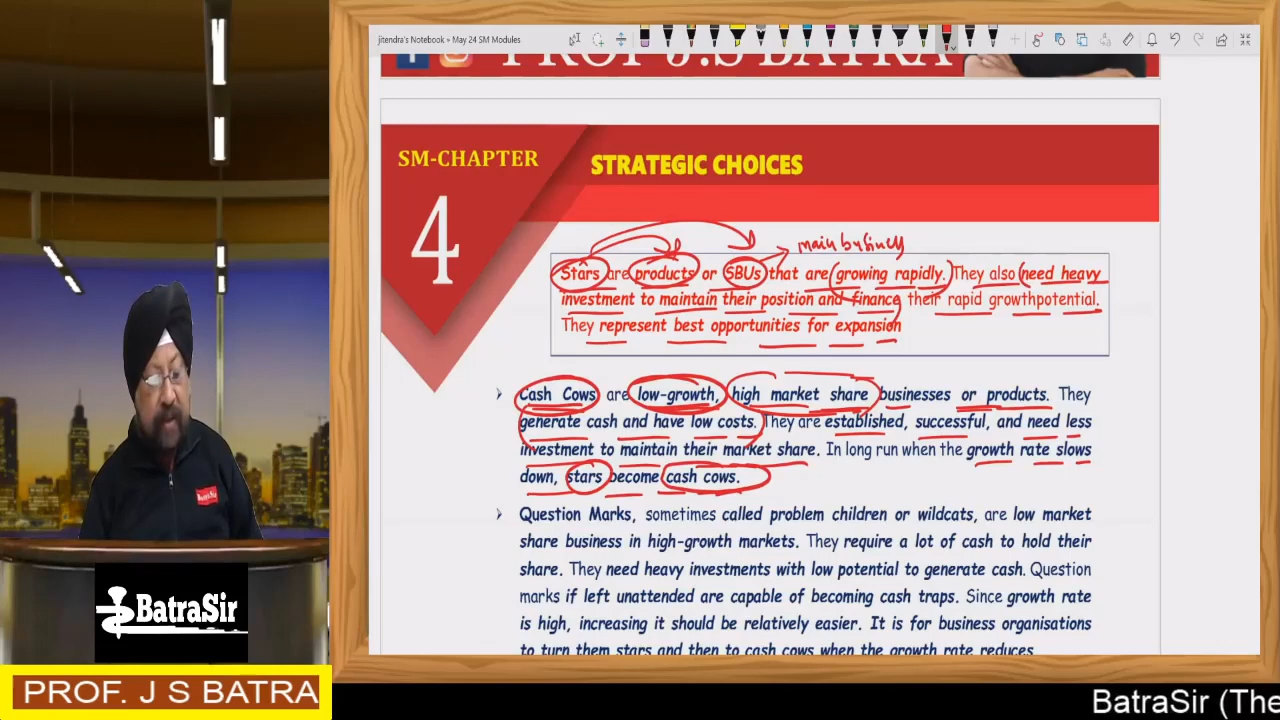 jitendra's Notebook » May 24 SM Modules
PROF J.S BATRA
SM-CHAPTER
4
STRATEGIC CHOICES
main business
Stars are products or SBUs that are growing rapidly. They also need heavy
investment to maintain their position and finance their rapid growthpotential.
They represent best opportunities for expansion
Cash Cows are low-growth, high market share businesses or products. They
generate cash and have low costs. They are established, successful, and need less
investment to maintain their market share. In long run when the growth rate slows
down, stars become cash cows.
Question Marks, sometimes called problem children or wildcats, are low market
share business in high-growth markets. They require a lot of cash to hold their
share. They need heavy investments with low potential to generate cash. Question
marks if left unattended are capable of becoming cash traps. Since growth rate
is high, increasing it should be relatively easier. It is for business organisations
to turn them stars and then to cash cows when the growth rate reduces.
BatraSir
BatraSir
PROF. J S BATRA
BatraSir (The